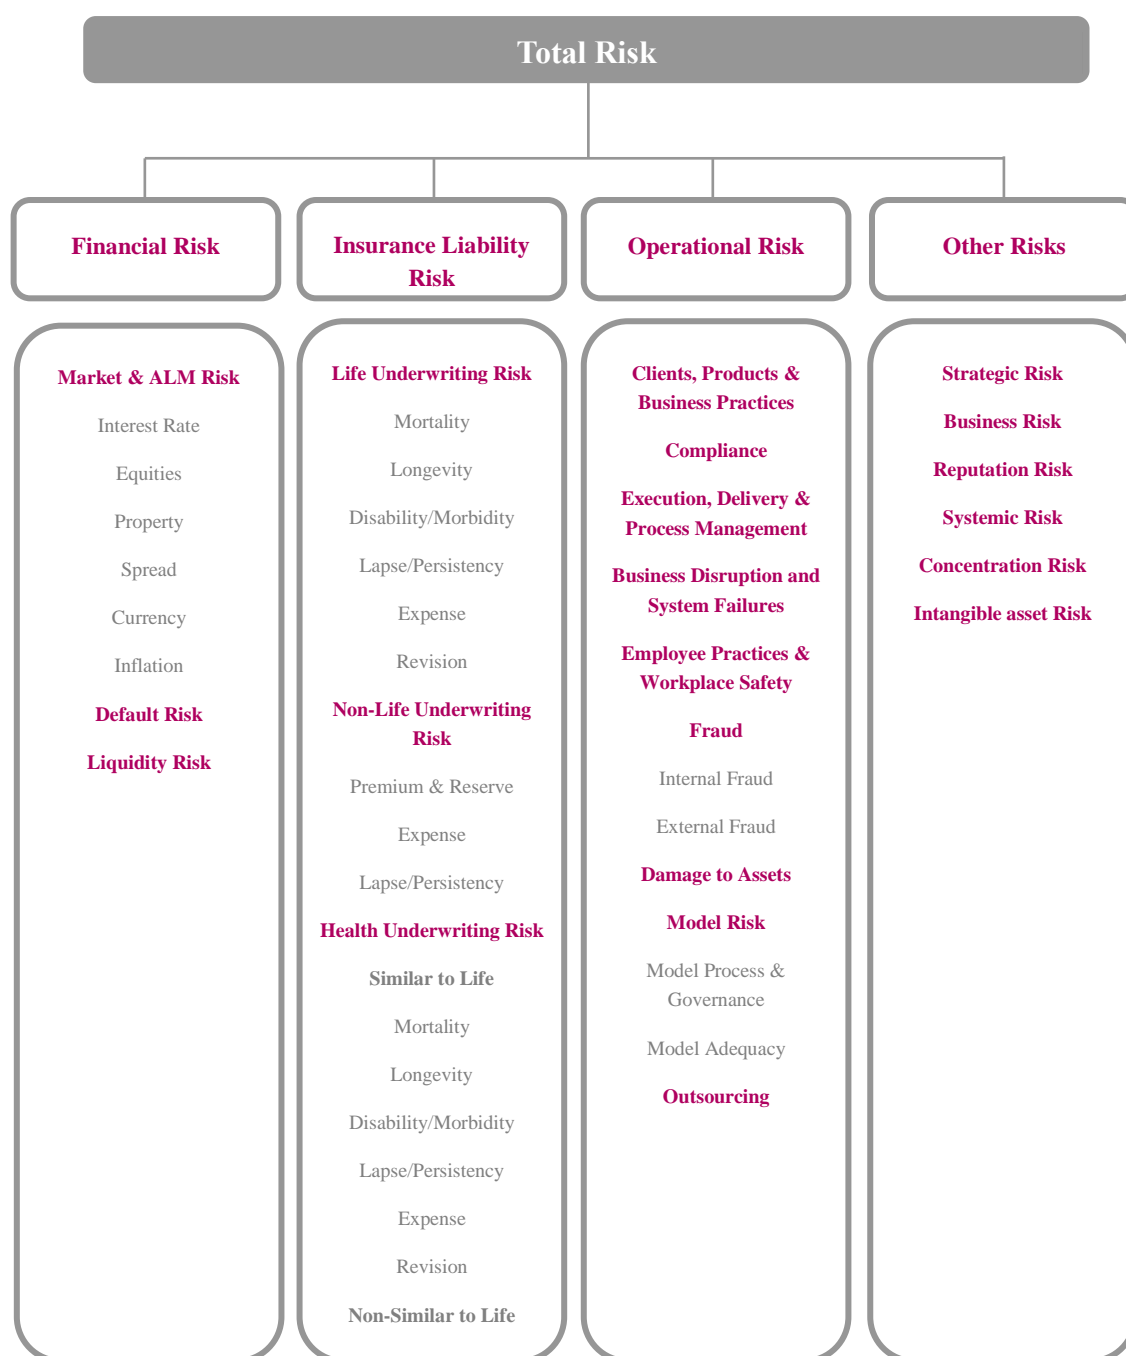 Total Risk
Financial Risk
Insurance Liability
Risk
Operational Risk
Other Risks
Market & ALM Risk
Interest Rate
Equities
Property
Spread
Currency
Inflation
Default Risk
Liquidity Risk
Life Underwriting Risk
Mortality
Longevity
Disability/Morbidity
Lapse/Persistency
Expense
Revision
Non-Life Underwriting
Risk
Premium & Reserve
Expense
Lapse/Persistency
Health Underwriting Risk
Similar to Life
Mortality
Longevity
Disability/Morbidity
Lapse/Persistency
Expense
Revision
Non-Similar to Life
Clients, Products &
Business Practices
Compliance
Execution, Delivery &
Process Management
Business Disruption and
System Failures
Employee Practices &
Workplace Safety
Fraud
Internal Fraud
External Fraud
Damage to Assets
Model Risk
Model Process &
Governance
Model Adequacy
Outsourcing
Strategic Risk
Business Risk
Reputation Risk
Systemic Risk
Concentration Risk
Intangible asset Risk